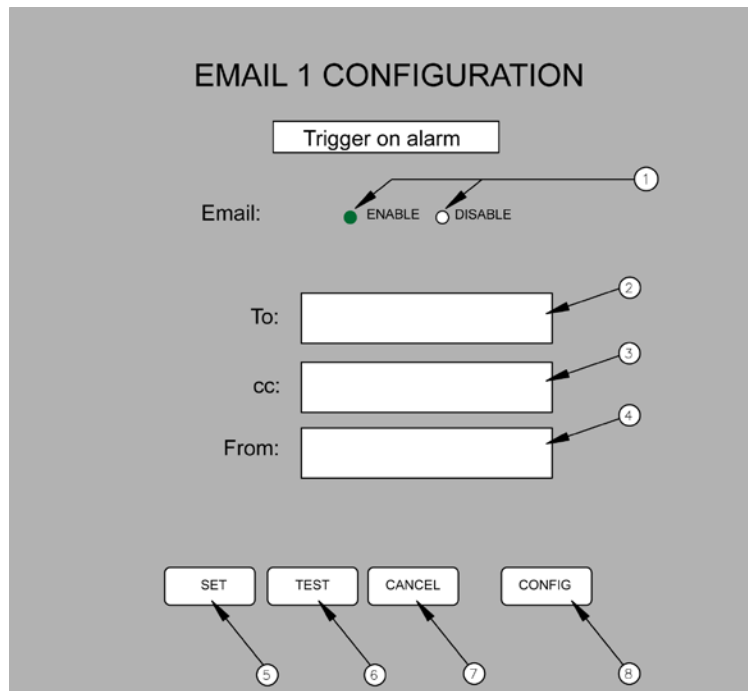 EMAIL 1 CONFIGURATION
Trigger on alarm
1
Email: ENABLE DISABLE
2
To:
3
cc:
4
From:
SET TEST CANCEL CONFIG
5 6 7 8